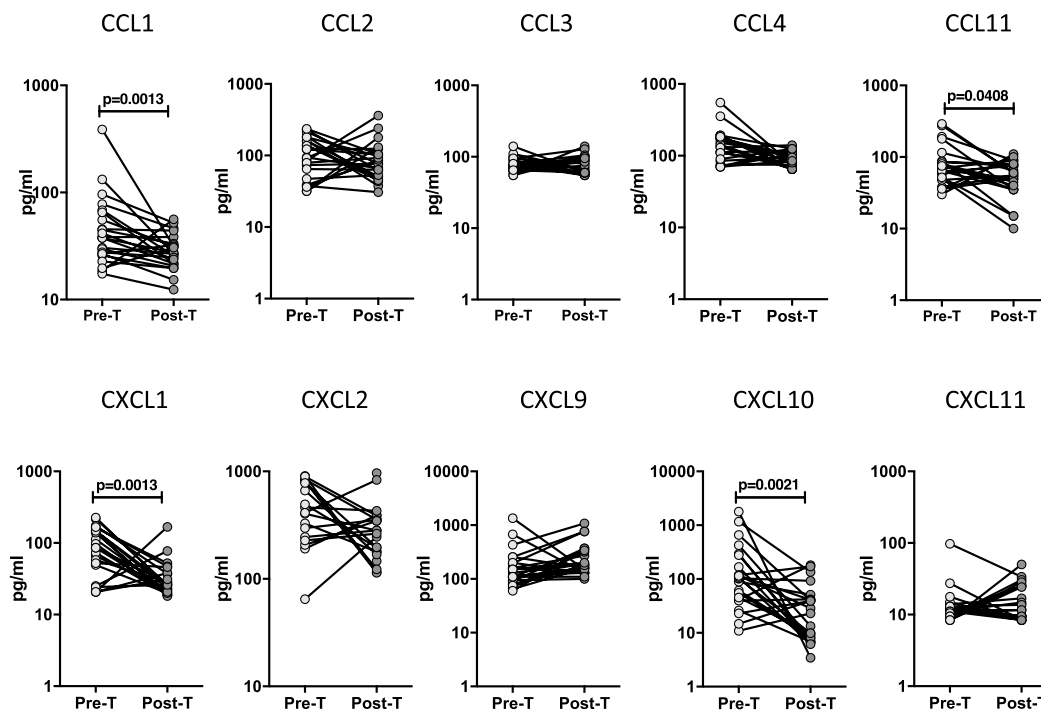 CCL1 CCL2 CCL3 CCL4 CCL11
1000 1000 1000 1000 1000
p=0.0013 p=0.0408
100 100 100 100 100
pg/ml pg/ml pg/ml pg/ml pg/ml
10 10 10 10
10 1 1 1 1
Pre-T Post-T Pre-T Post-T Pre-T Post-T Pre-T Post-T Pre-T Post-T
CXCL1 CXCL2 CXCL9 CXCL10 CXCL11
1000 1000 10000 10000 1000
p=0.0013 p=0.0021
1000 1000
100 100 100 100 100
pg/ml pg/ml pg/ml pg/ml pg/ml
10 10 10 10
1 10 1 1 1
Pre-T Post-T Pre-T Post-T Pre-T Post-T Pre-T Post-T Pre-T Post-T